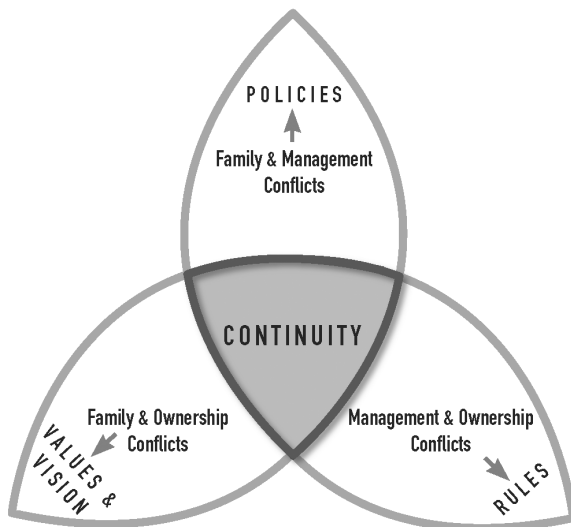 POLICIES
Family & Management
Conflicts
CONTINUITY
Family & Ownership
Conflicts
VALUES &
VISION
Management & Ownership
Conflicts
RULES